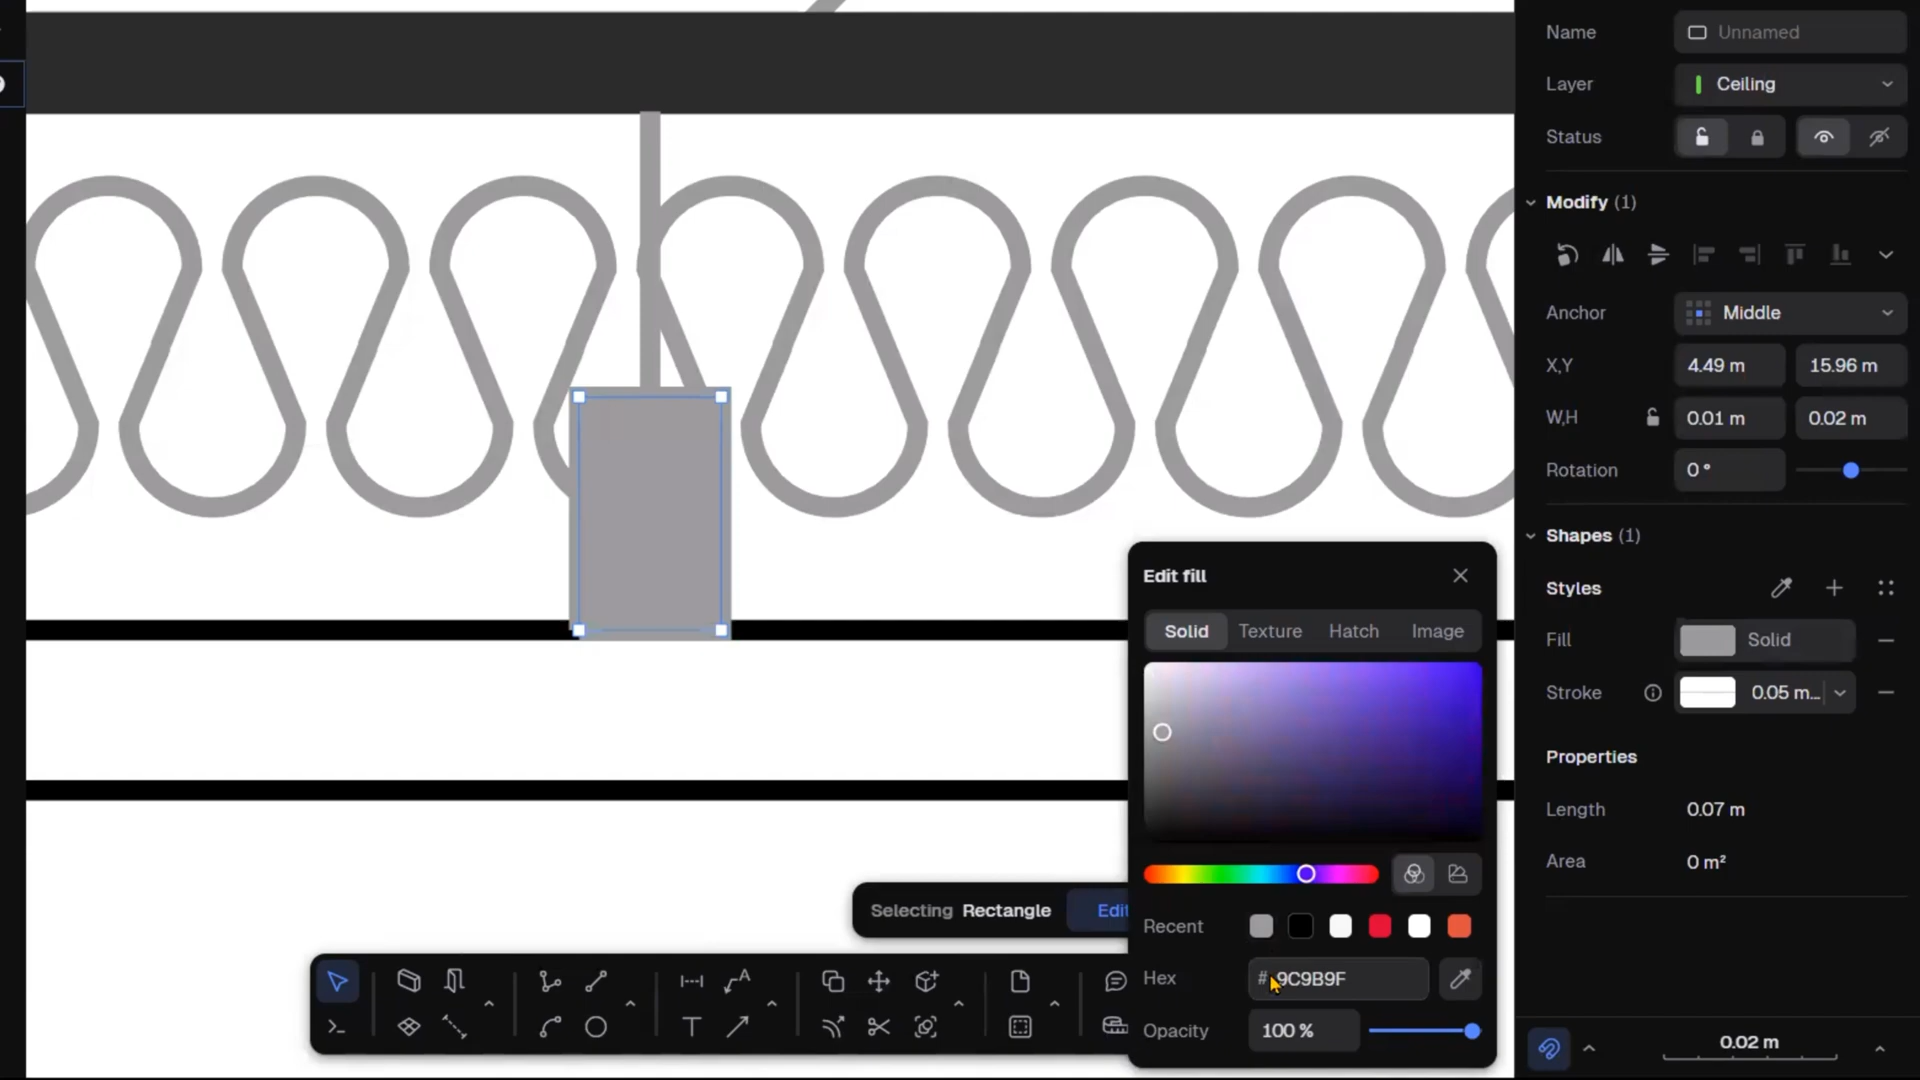 Name Unnamed
Layer Ceiling
Status
Modify (1)
Anchor Middle
X,Y 4.49 m 15.96 m
W,H 0.01 m 0.02 m
Rotation 0 °
Shapes (1)
Styles
Fill Solid
Stroke 0.05 m...
Properties
Length 0.07 m
Area 0 m²
Edit fill
Solid Texture Hatch Image
Recent
Hex # 9C9B9F
Opacity 100 %
Selecting Rectangle Edit
0.02 m